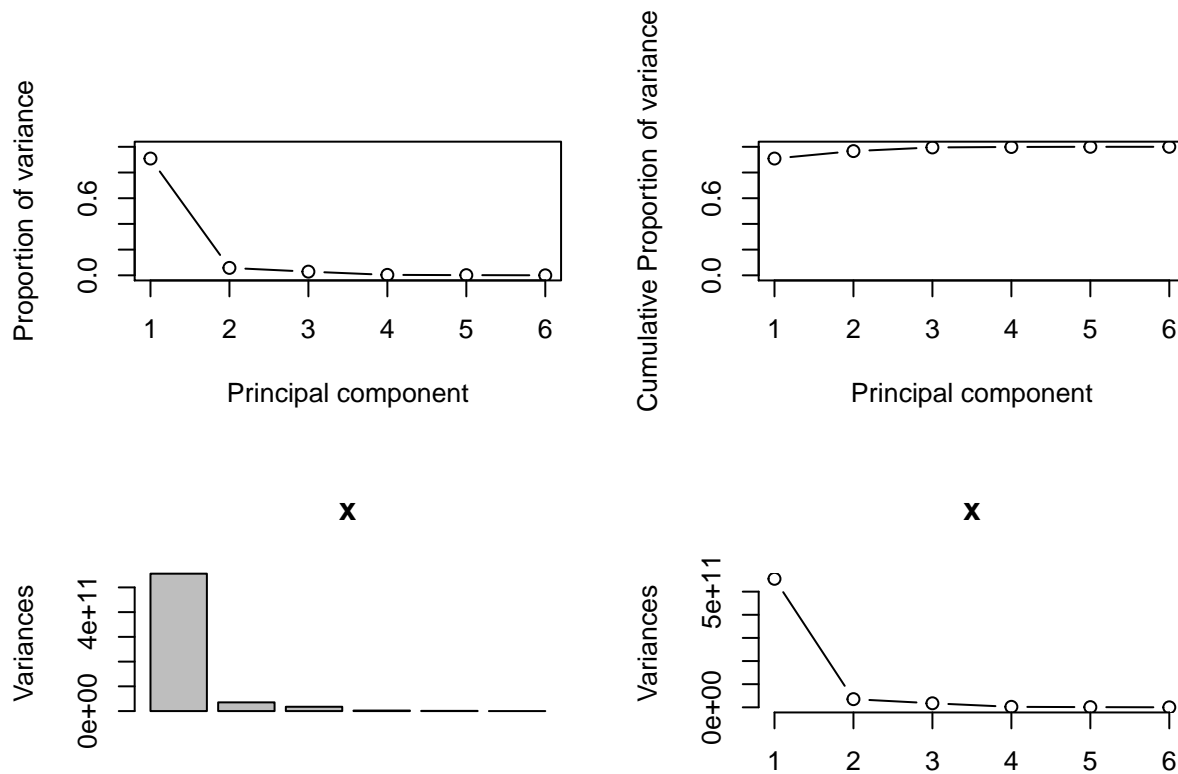 Proportion of variance
0.0 0.6
1 2 3 4 5 6
Principal component
Cumulative Proportion of variance
0.0 0.6
1 2 3 4 5 6
Principal component
x
Variances
0e+00 4e+11
x
Variances
0e+00 5e+11
1 2 3 4 5 6